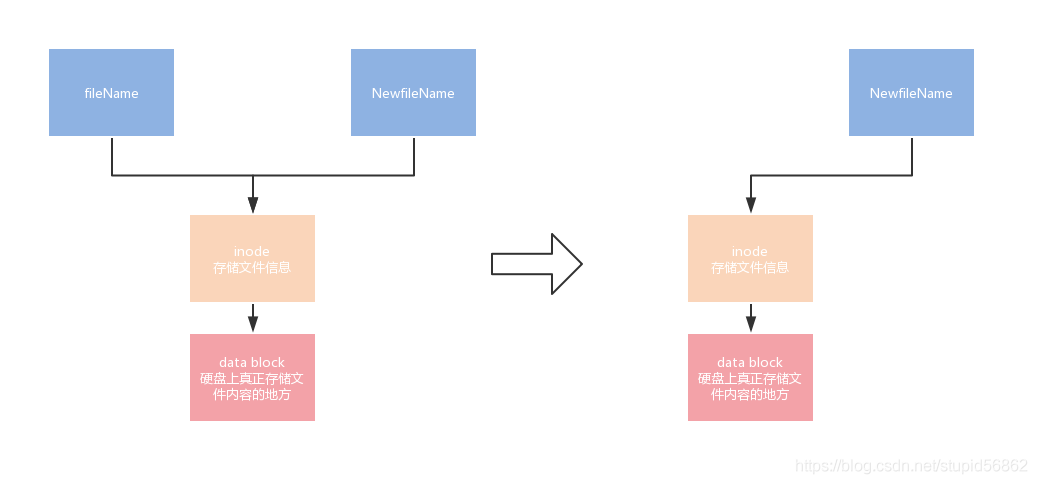 fileName
NewfileName
NewfileName
inode
存储文件信息
inode
存储文件信息
data block
硬盘上真正存储文
件内容的地方
data block
硬盘上真正存储文
件内容的地方
https://blog.csdn.net/stupid56862